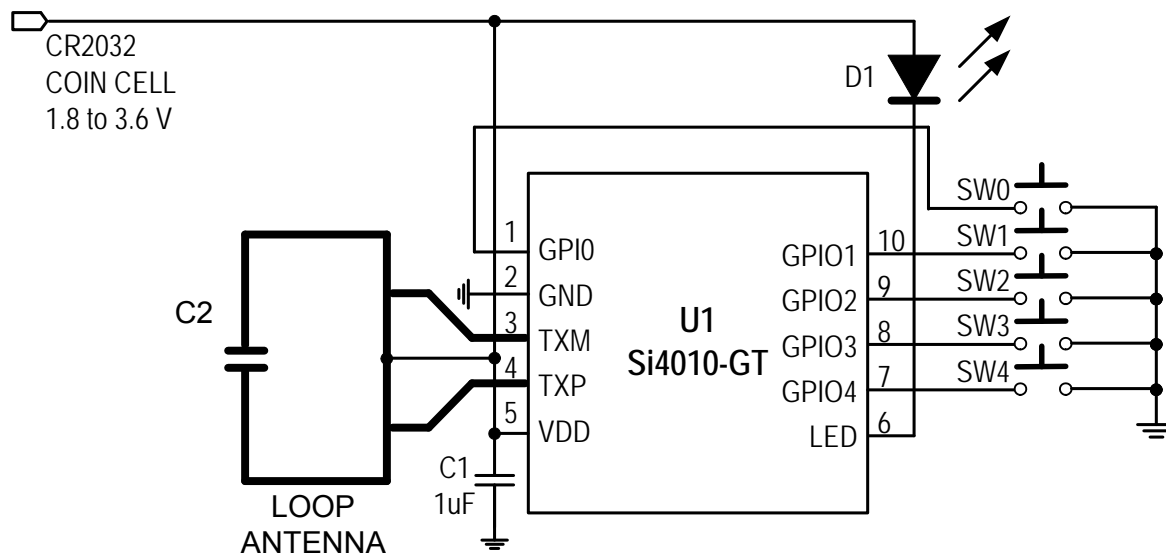 CR2032
COIN CELL
1.8 to 3.6 V
D1
SW0
1
GPI0
GPIO1
10
SW1
2
GND
GPIO2
9
SW2
C2
3
TXM
U1
Si4010-GT
GPIO3
8
SW3
4
TXP
GPIO4
7
SW4
5
VDD
LED
6
C1
1uF
LOOP
ANTENNA